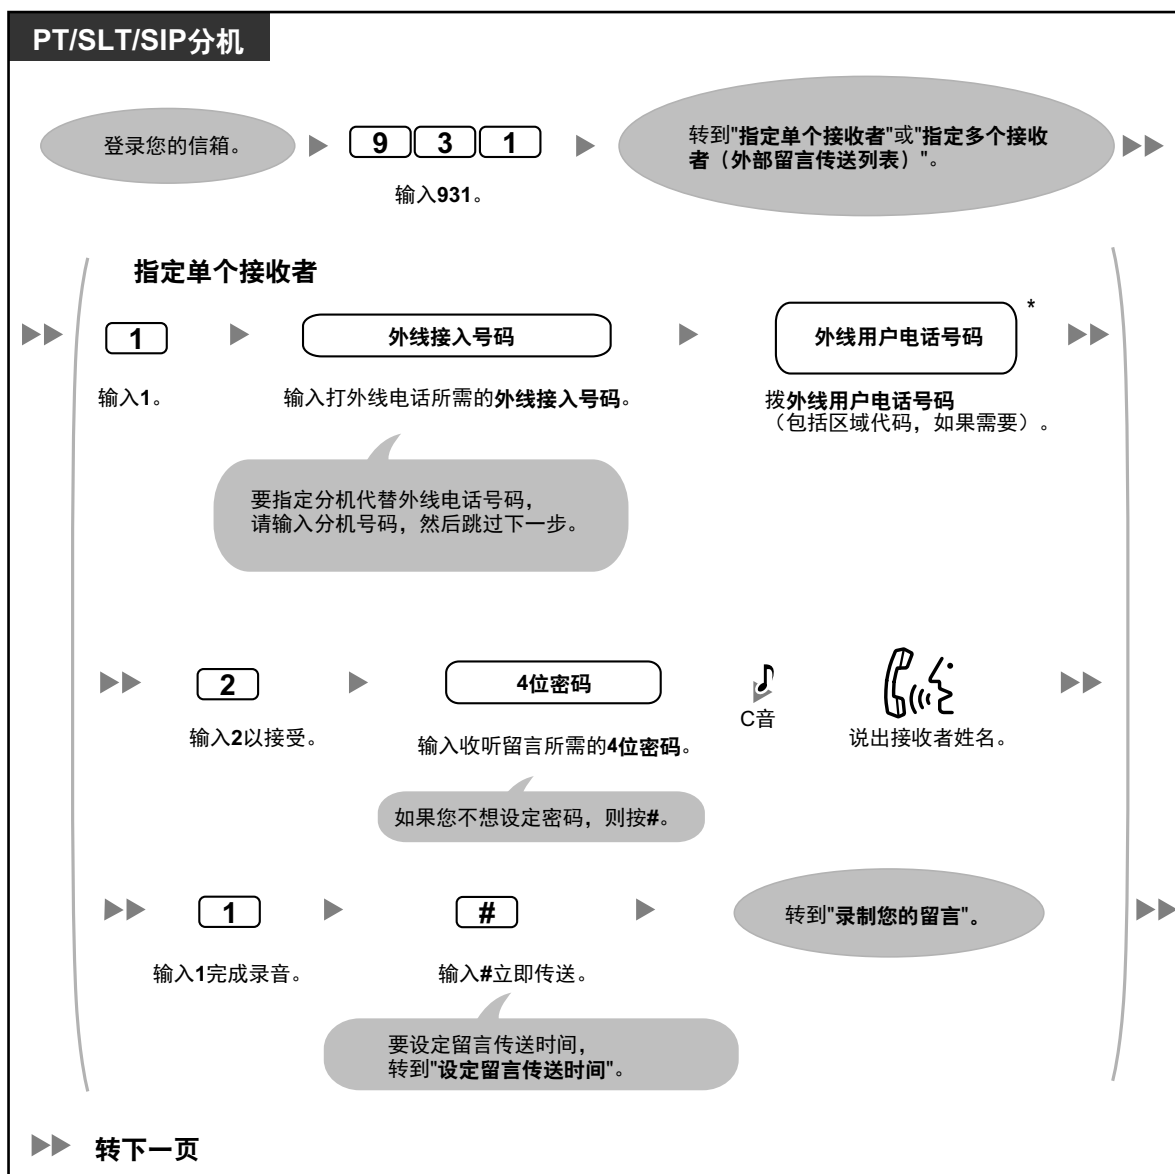 PT/SLT/SIP分机
登录您的信箱。
9 3 1
输入931。
转到"指定单个接收者"或"指定多个接收
者（外部留言传送列表）"。
指定单个接收者
1
输入1。
外线接入号码
输入打外线电话所需的外线接入号码。
要指定分机代替外线电话号码，
请输入分机号码，然后跳过下一步。
外线用户电话号码
*
拨外线用户电话号码
（包括区域代码，如果需要）。
2
输入2以接受。
4位密码
输入收听留言所需的4位密码。
如果您不想设定密码，则按#。
C音
说出接收者姓名。
1
输入1完成录音。
#
输入#立即传送。
要设定留言传送时间，
转到"设定留言传送时间"。
转到"录制您的留言"。
转下一页